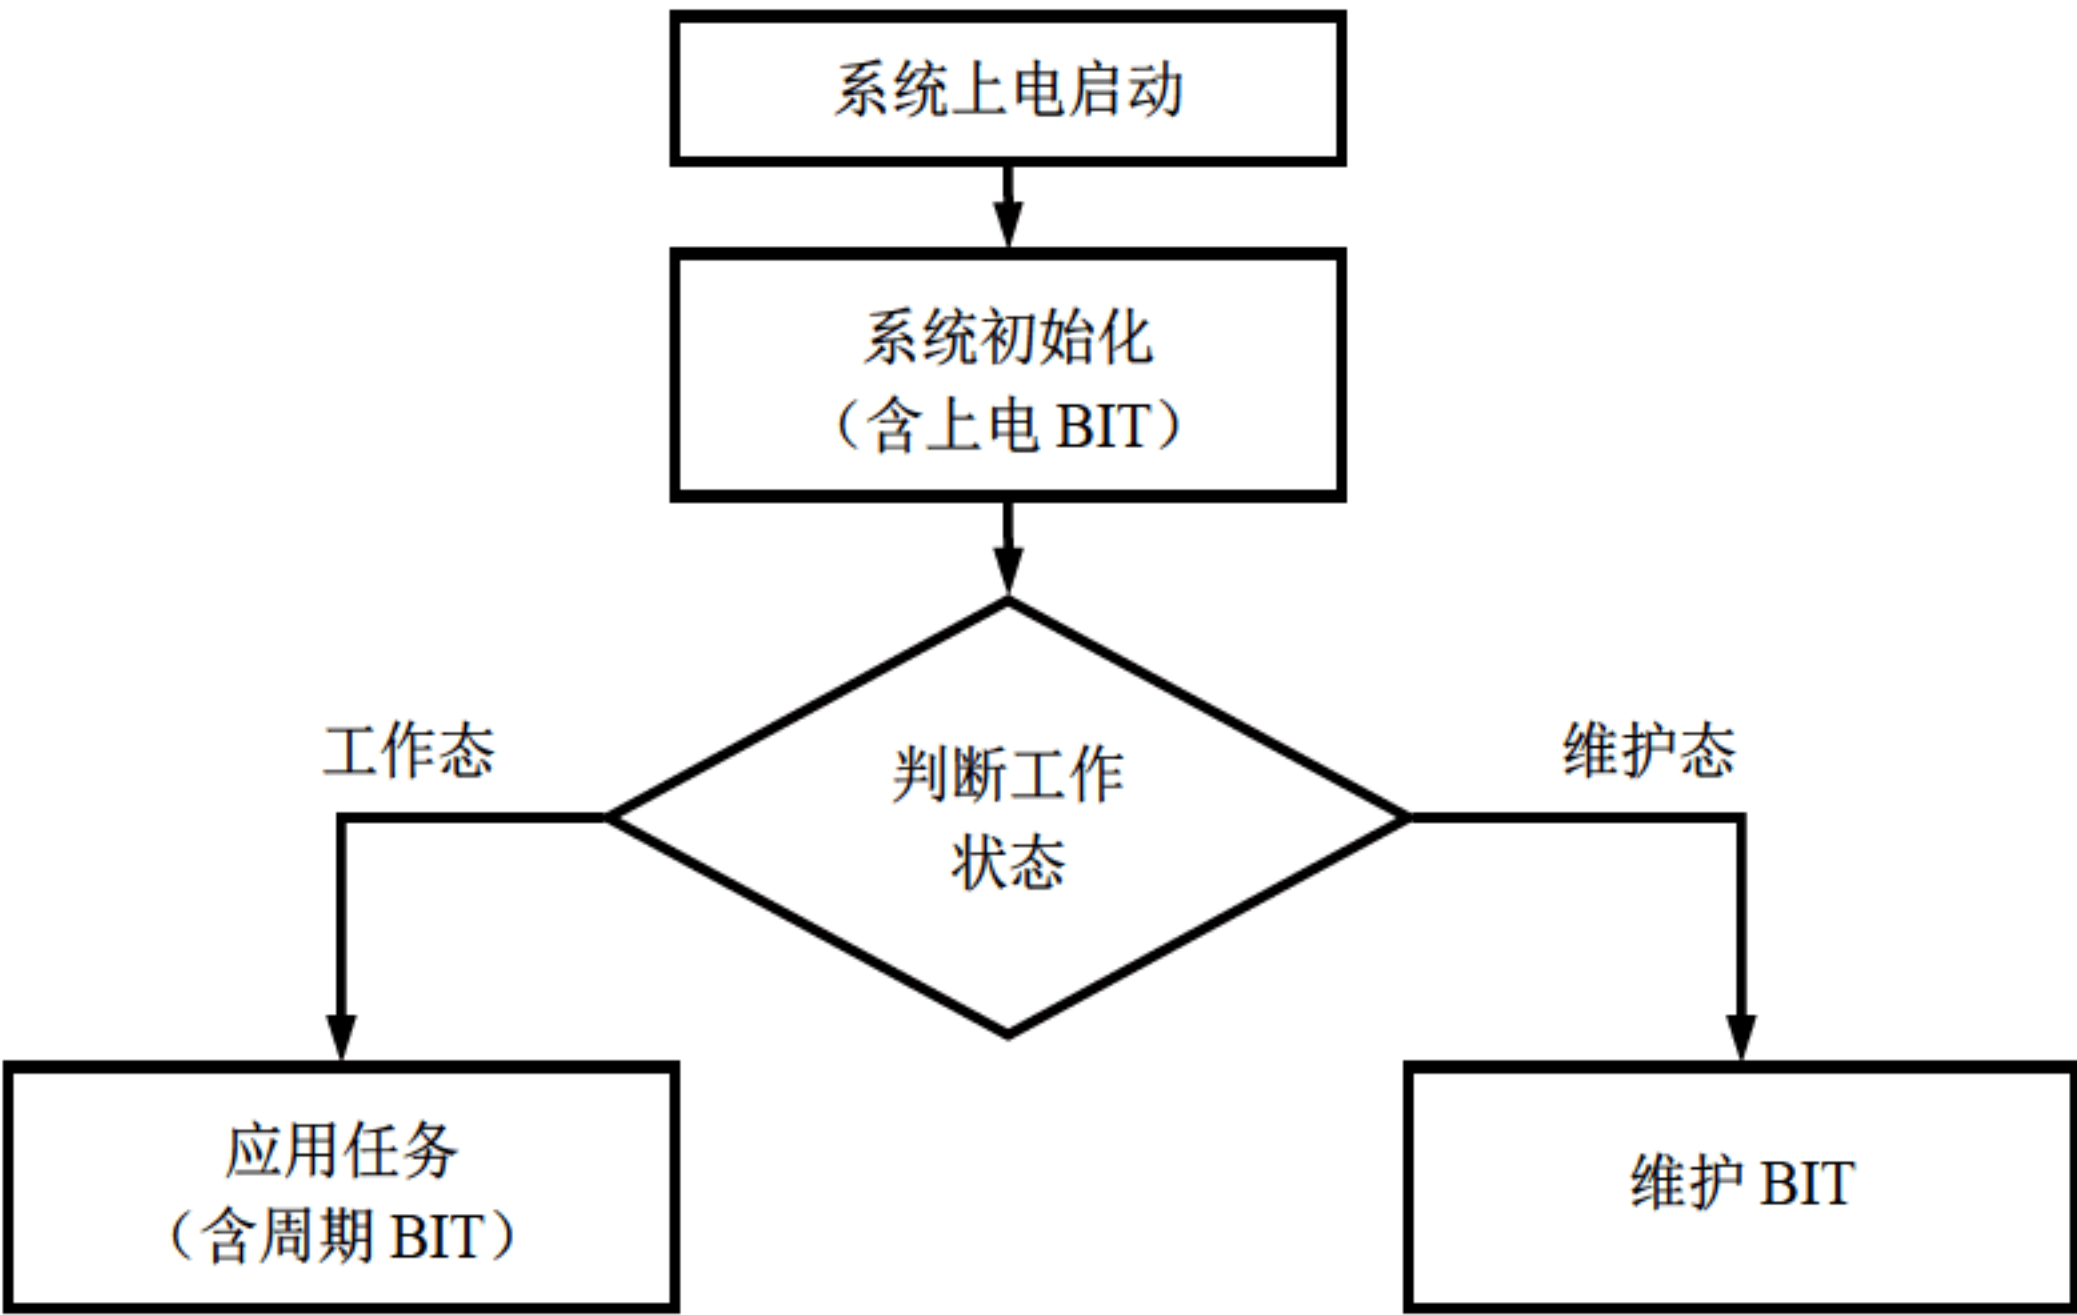 系统上电启动
系统初始化
（含上电 BIT）
工作态
维护态
判断工作
状态
应用任务
（含周期 BIT）
维护 BIT